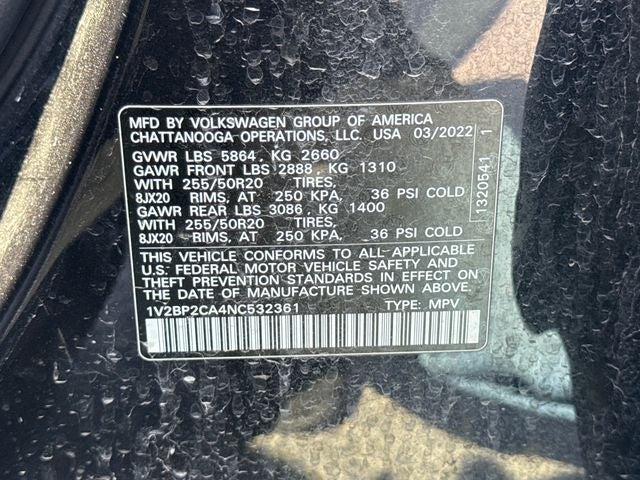 MFD BY VOLKSWAGEN GROUP OF AMERICA
CHATTANOOGA OPERATIONS, LLC. USA 03/2022
GVWR LBS 5864, KG 2660
GAWR FRONT LBS 2888, KG 1310
WITH 255/50R20 TIRES,
8JX20 RIMS, AT 250 KPA, 36 PSI COLD
GAWR REAR LBS 3086, KG 1400
WITH 255/50R20 TIRES,
8JX20 RIMS, AT 250 KPA, 36 PSI COLD
THIS VEHICLE CONFORMS TO ALL APPLICABLE
U.S. FEDERAL MOTOR VEHICLE SAFETY AND
THEFT PREVENTION STANDARDS IN EFFECT ON
THE DATE OF MANUFACTURE SHOWN ABOVE.
1V2BP2CA4NC532361 TYPE: MPV
1320541 1